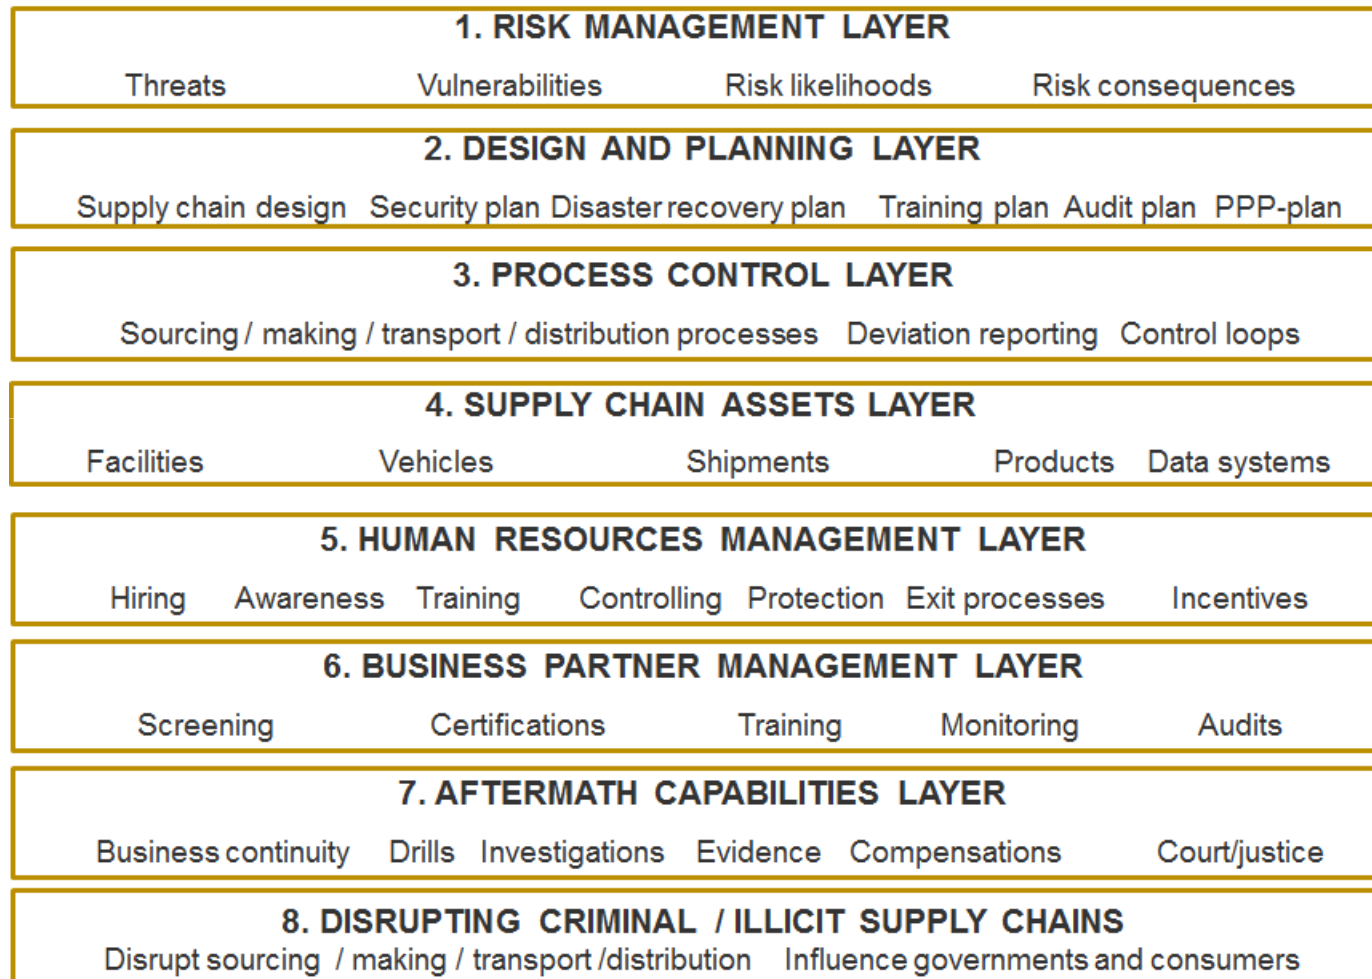 1. RISK MANAGEMENT LAYER
Threats Vulnerabilities Risk likelihoods Risk consequences
2. DESIGN AND PLANNING LAYER
Supply chain design Security plan Disaster recovery plan Training plan Audit plan PPP-plan
3. PROCESS CONTROL LAYER
Sourcing / making / transport / distribution processes Deviation reporting Control loops
4. SUPPLY CHAIN ASSETS LAYER
Facilities Vehicles Shipments Products Data systems
5. HUMAN RESOURCES MANAGEMENT LAYER
Hiring Awareness Training Controlling Protection Exit processes Incentives
6. BUSINESS PARTNER MANAGEMENT LAYER
Screening Certifications Training Monitoring Audits
7. AFTERMATH CAPABILITIES LAYER
Business continuity Drills Investigations Evidence Compensations Court/justice
8. DISRUPTING CRIMINAL / ILLICIT SUPPLY CHAINS
Disrupt sourcing / making / transport /distribution Influence governments and consumers